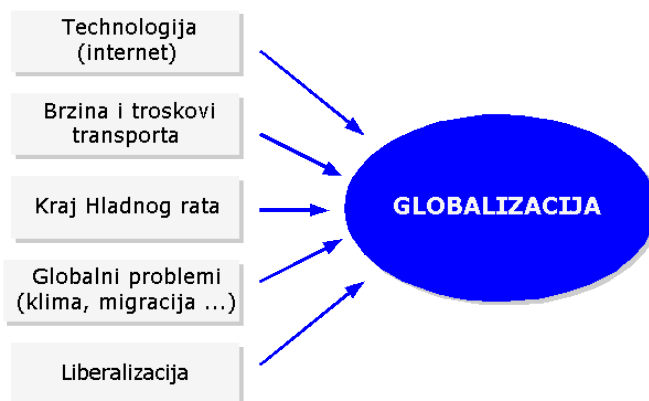 Technologija
(internet)
Brzina i troskovi
transporta
Kraj Hladnog rata
Globalni problemi
(klima, migracija ...)
Liberalizacija
GLOBALIZACIJA